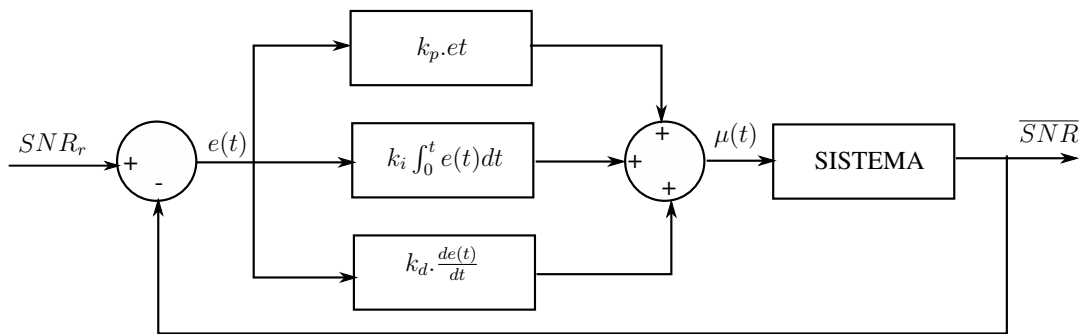 k_p.et
SNR_r
+
-
e(t)
k_i ∫_0^t e(t)dt
+
+
+
μ(t)
SISTEMA
\overline{SNR}
k_d.\frac{de(t)}{dt}